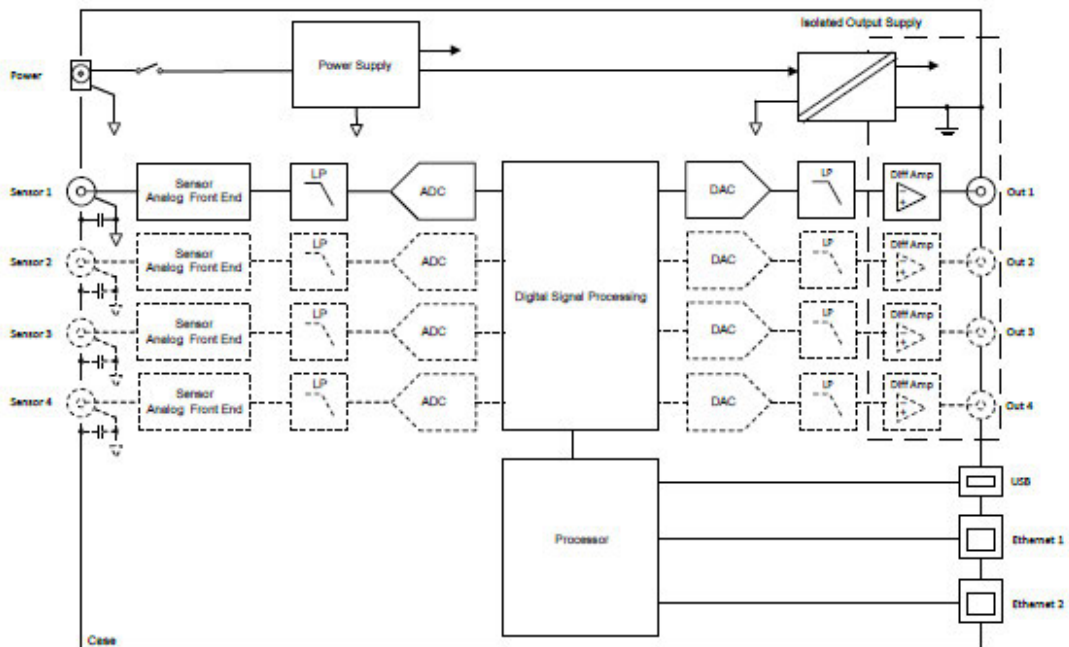 Isolated Output Supply
Power
Power Supply
Sensor 1
Sensor
Analog Front End
LP
ADC
DAC
LP
Diff Amp
Out 1
Sensor 2
Sensor
Analog Front End
LP
ADC
DAC
LP
Diff Amp
Out 2
Digital Signal Processing
Sensor 3
Sensor
Analog Front End
LP
ADC
DAC
LP
Diff Amp
Out 3
Sensor 4
Sensor
Analog Front End
LP
ADC
DAC
LP
Diff Amp
Out 4
USB
Processor
Ethernet 1
Ethernet 2
Case